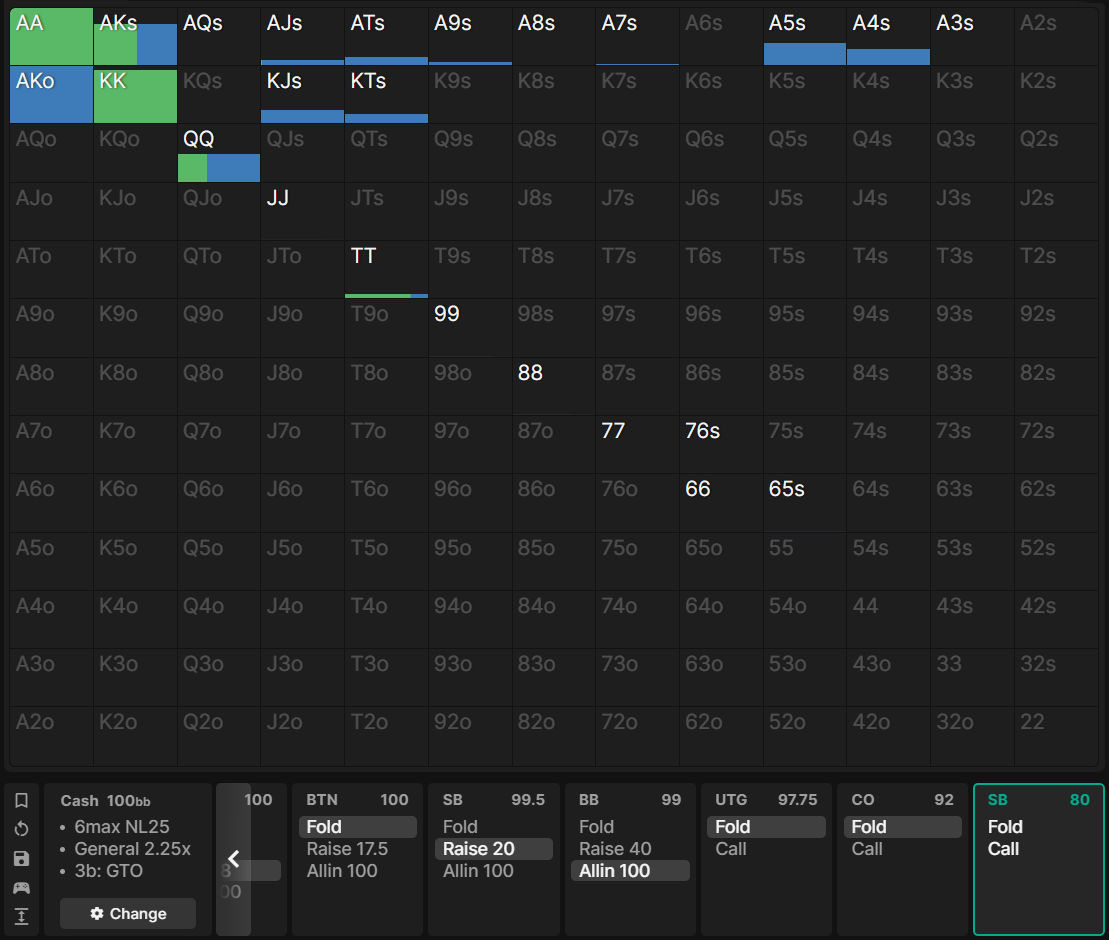 AA AKs AQs AJs ATs A9s A8s A7s A6s A5s A4s A3s A2s
AKo KK KQs KJs KTs K9s K8s K7s K6s K5s K4s K3s K2s
AQo KQo QQ QJs QTs Q9s Q8s Q7s Q6s Q5s Q4s Q3s Q2s
AJo KJo QJo JJ JTs J9s J8s J7s J6s J5s J4s J3s J2s
ATo KTo QTo JTo TT T9s T8s T7s T6s T5s T4s T3s T2s
A9o K9o Q9o J9o T9o 99 98s 97s 96s 95s 94s 93s 92s
A8o K8o Q8o J8o T8o 98o 88 87s 86s 85s 84s 83s 82s
A7o K7o Q7o J7o T7o 97o 87o 77 76s 75s 74s 73s 72s
A6o K6o Q6o J6o T6o 96o 86o 76o 66 65s 64s 63s 62s
A5o K5o Q5o J5o T5o 95o 85o 75o 65o 55 54s 53s 52s
A4o K4o Q4o J4o T4o 94o 84o 74o 64o 54o 44 43s 42s
A3o K3o Q3o J3o T3o 93o 83o 73o 63o 53o 43o 33 32s
A2o K2o Q2o J2o T2o 92o 82o 72o 62o 52o 42o 32o 22
Cash 100bb
• 6max NL25
• General 2.25x
• 3b: GTO
Change
100
8
00
BTN 100
Fold
Raise 17.5
Allin 100
SB 99.5
Fold
Raise 20
Allin 100
BB 99
Fold
Raise 40
Allin 100
UTG 97.75
Fold
Call
CO 92
Fold
Call
SB 80
Fold
Call